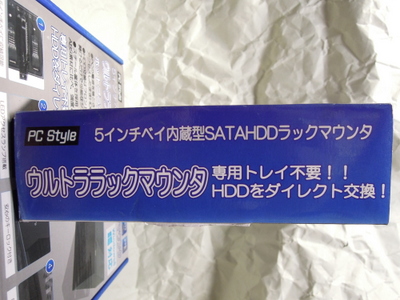 PC Style
5インチベイ内蔵型SATAHDDラックマウンタ
ウルトララックマウンタ
専用トレイ不要！！
HDDをダイレクト交換！